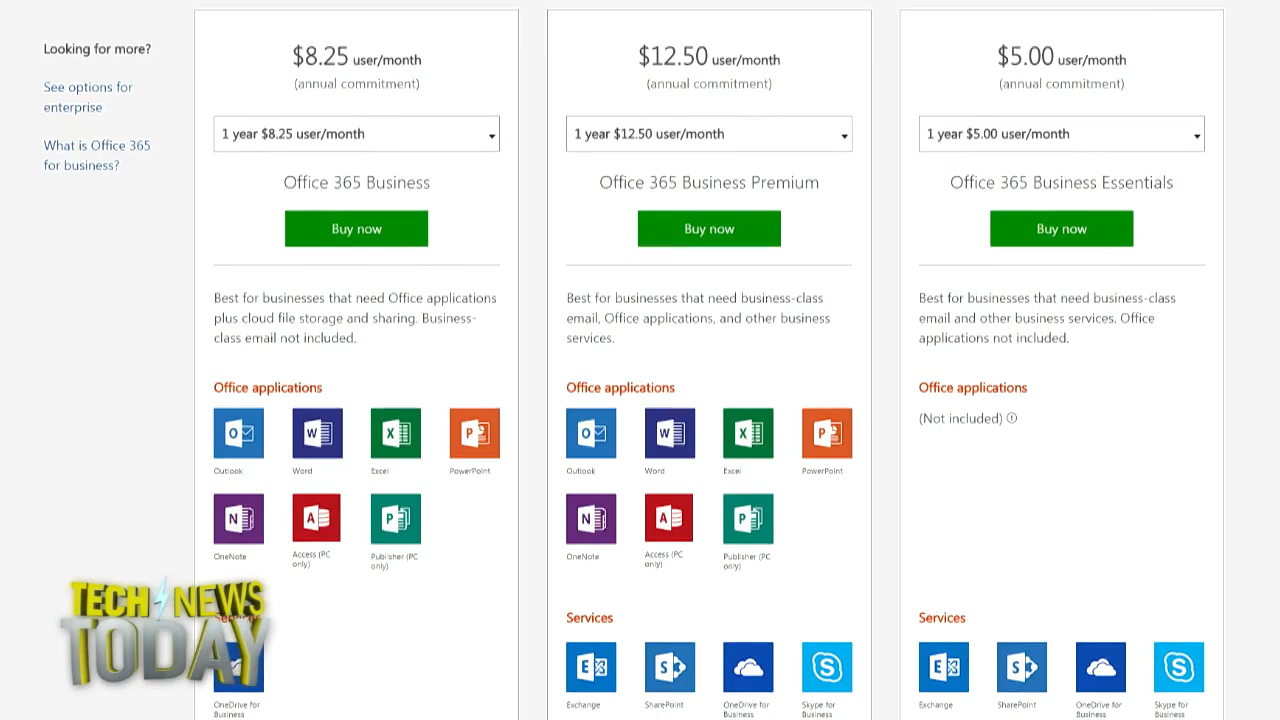 Looking for more?
See options for
enterprise
What is Office 365
for business?
$8.25 user/month
(annual commitment)
1 year $8.25 user/month
Office 365 Business
Buy now
Best for businesses that need Office applications
plus cloud file storage and sharing. Business-
class email not included.
Office applications
Outlook
Word
Excel
PowerPoint
OneNote
Access (PC
only)
Publisher (PC
only)
Services
OneDrive for
Business
$12.50 user/month
(annual commitment)
1 year $12.50 user/month
Office 365 Business Premium
Buy now
Best for businesses that need business-class
email, Office applications, and other business
services.
Office applications
Outlook
Word
Excel
PowerPoint
OneNote
Access (PC
only)
Publisher (PC
only)
Services
Exchange
SharePoint
OneDrive for
Business
Skype for
Business
$5.00 user/month
(annual commitment)
1 year $5.00 user/month
Office 365 Business Essentials
Buy now
Best for businesses that need business-class
email and other business services. Office
applications not included.
Office applications
(Not included)
Services
Exchange
SharePoint
OneDrive for
Business
Skype for
Business
TECH NEWS
TODAY